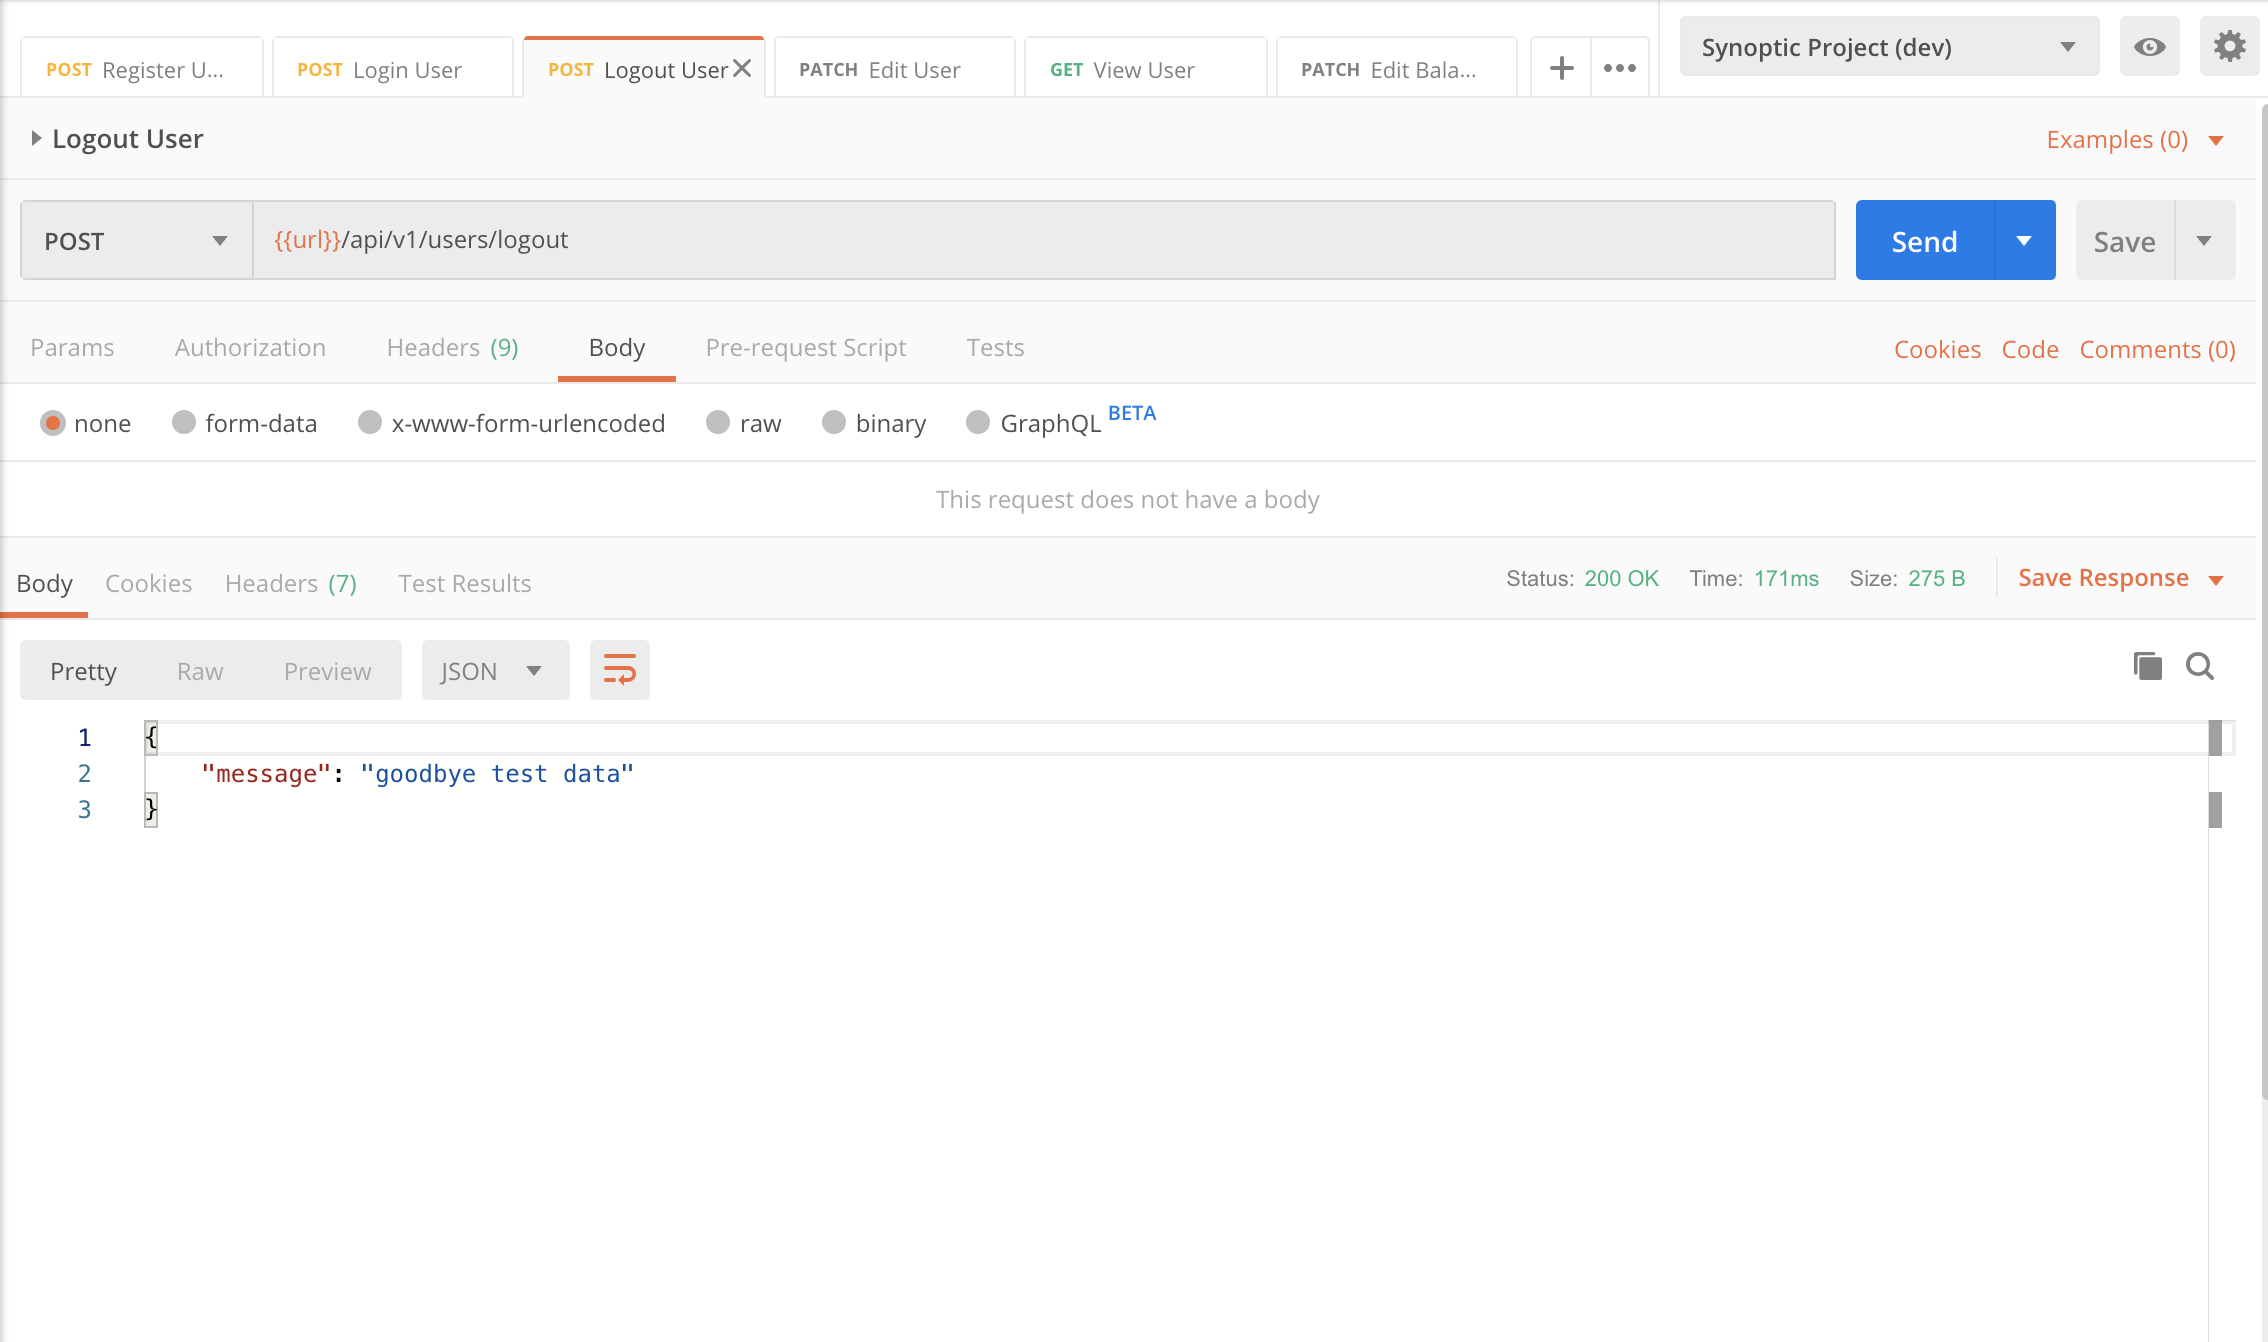 POST Register U... POST Login User POST Logout User PATCH Edit User GET View User PATCH Edit Bala... Synoptic Project (dev)
Logout User Examples (0)
POST {{url}}/api/v1/users/logout Send Save
Params Authorization Headers (9) Body Pre-request Script Tests Cookies Code Comments (0)
none form-data x-www-form-urlencoded raw binary GraphQL BETA
This request does not have a body
Body Cookies Headers (7) Test Results Status: 200 OK Time: 171ms Size: 275 B Save Response
Pretty Raw Preview JSON
1 {
2 "message": "goodbye test data"
3 }